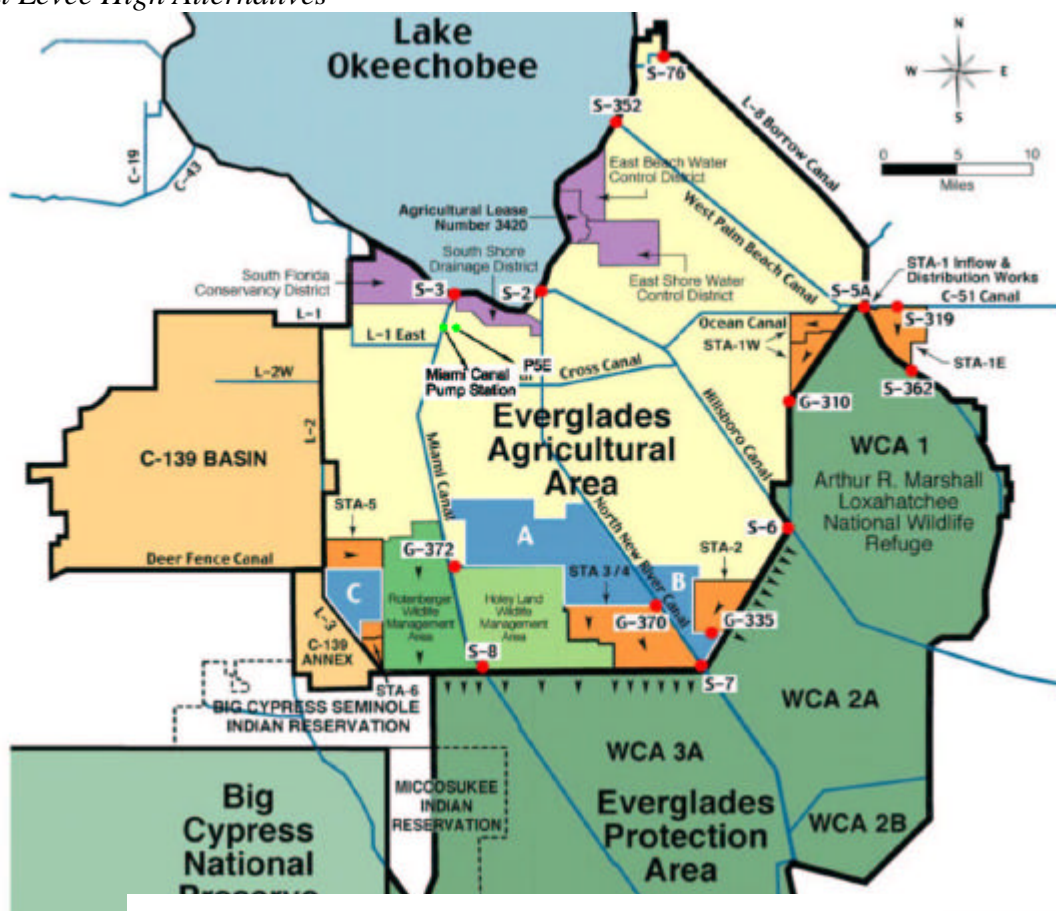 Levee High Alternatives
Lake
Okeechobee
N
W
E
S
0
5
10
Miles
S-76
S-352
L-8 Borrow Canal
C-19
C-43
East Beach Water
Control District
Agricultural Lease
Number 3420
West Palm Beach Canal
South Shore
Drainage District
South Florida
Conservancy District
S-3
S-2
East Shore Water
Control District
STA-1 Inflow &
Distribution Works
S-5A
C-51 Canal
L-1
L-1 East
Ocean Canal
STA-1W
S-319
STA-1E
S-362
Miami Canal
Pump Station
P5E
Cross Canal
L-2W
L-2
Hillsboro Canal
G-310
Everglades
Agricultural
Area
C-139 BASIN
Miami Canal
WCA 1
Arthur R. Marshall
Loxahatchee
National Wildlife
Refuge
STA-5
A
North New River Canal
S-6
Deer Fence Canal
G-372
STA-2
STA 3/4
B
C
Rotenberger
Wildlife
Management
Area
Holey Land
Wildlife
Management
Area
L-3
G-370
G-335
C-139
ANNEX
S-8
S-7
STA-6
BIG CYPRESS SEMINOLE
INDIAN RESERVATION
WCA 2A
WCA 3A
MICCOSUKEE
INDIAN
RESERVATION
Big
Cypress
National
Preserve
Everglades
Protection
Area
WCA 2B